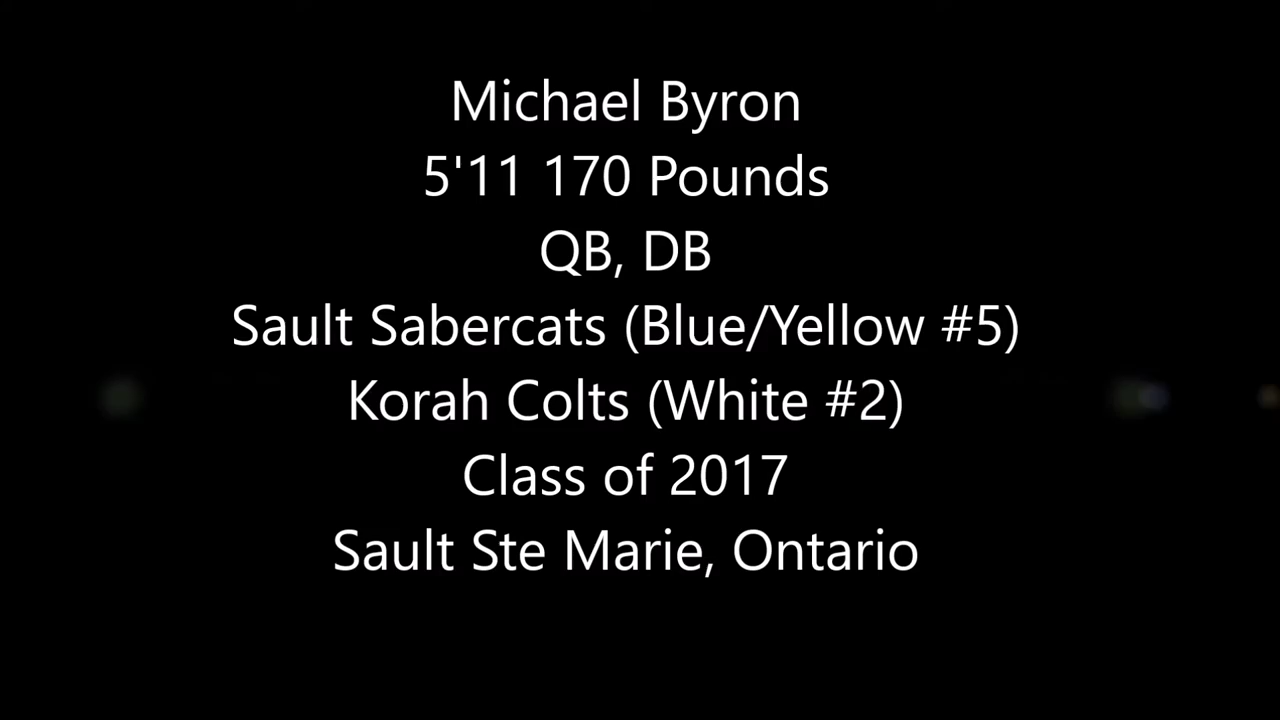 Michael Byron
5'11 170 Pounds
QB, DB
Sault Sabercats (Blue/Yellow #5)
Korah Colts (White #2)
Class of 2017
Sault Ste Marie, Ontario